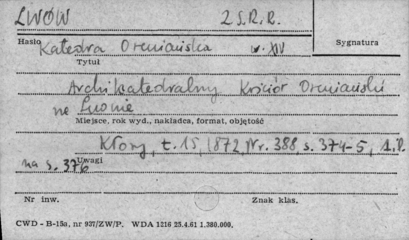 LWÓW Z S.R.R.
Hasło Katedra Ormiańska w. XIV Sygnatura
Tytuł
Archikatedralny Kościół Ormiański
we Lwowie
Miejsce, rok wyd., nakładca, format, objętość
Kłosy, t. 15, 1872, Nr. 388 s. 374-5,
Uwagi
na s. 376
Nr inw. Znak klas.
CWD - B-15a, nr 937/ZW/P. WDA 1216 25.4.61 1.380.000.